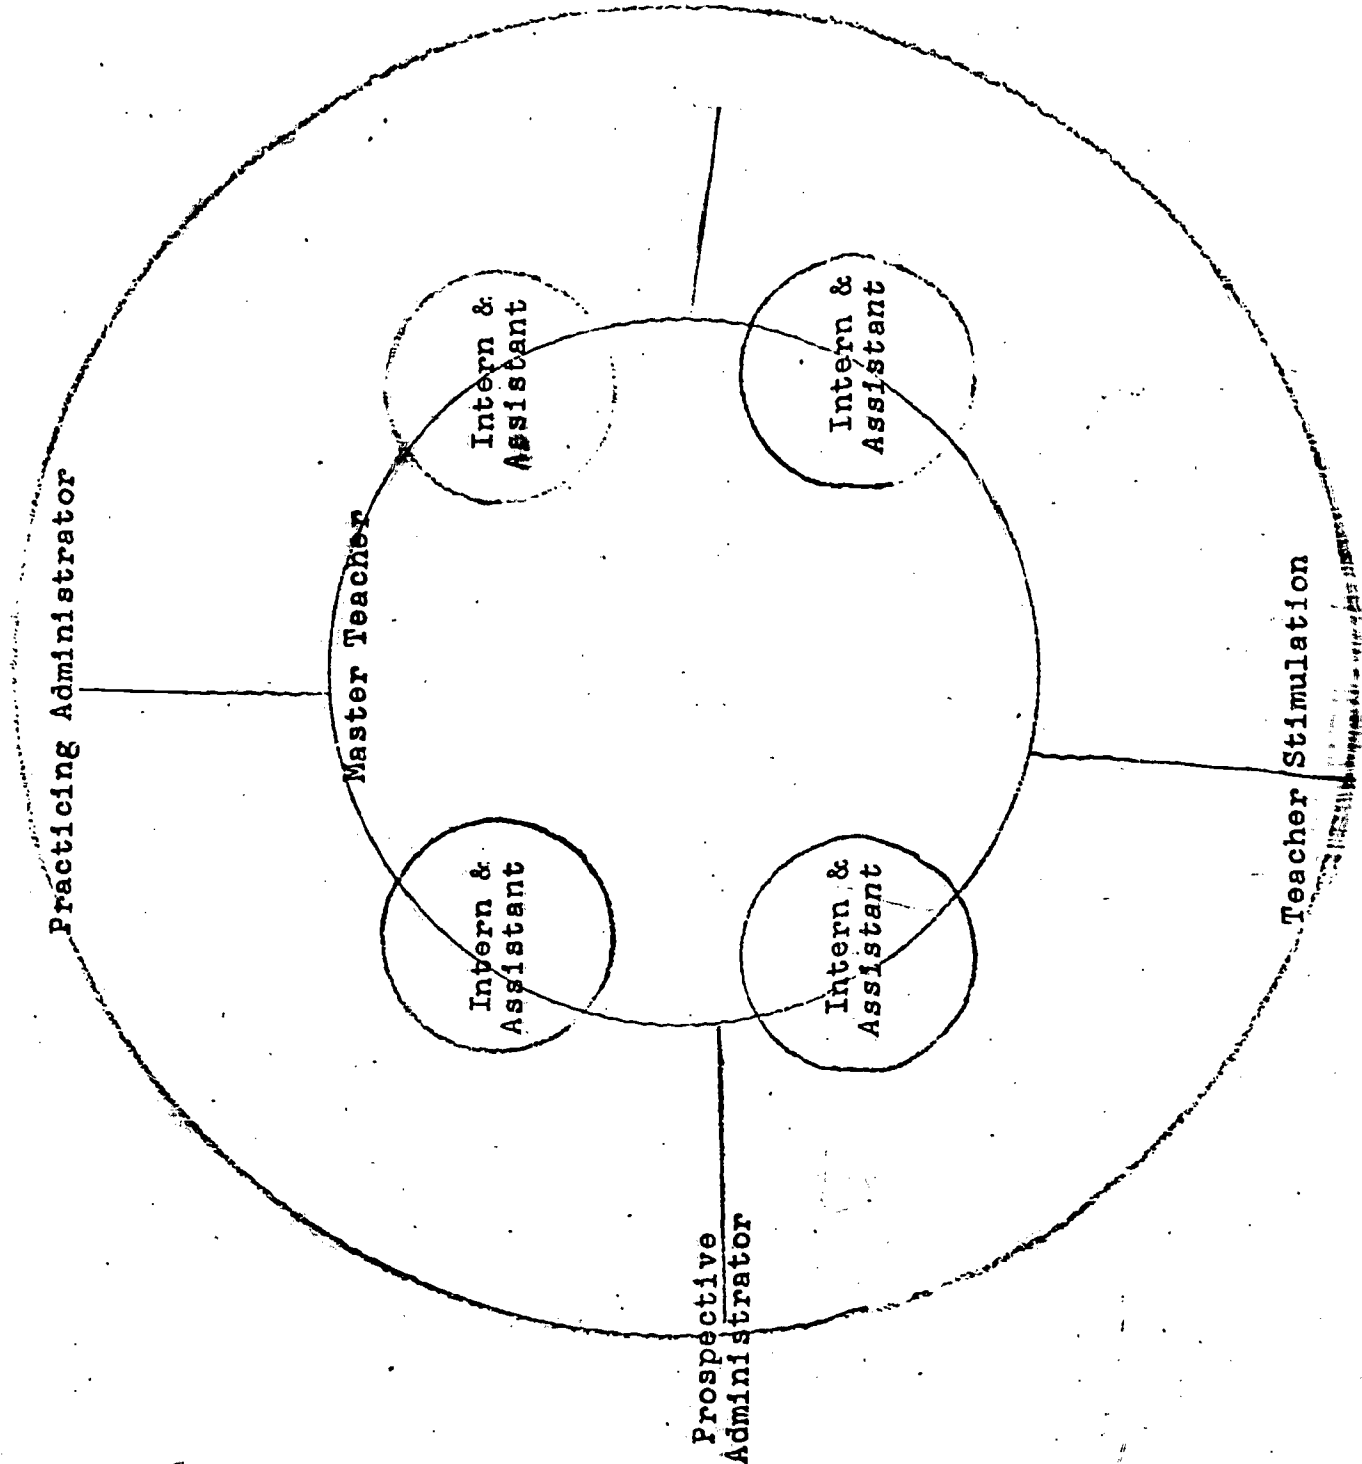 Practicing Administrator
Master Teacher
Intern &
Assistant
Intern &
Assistant
Prospective
Administrator
Intern &
Assistant
Intern &
Assistant
Teacher Stimulation